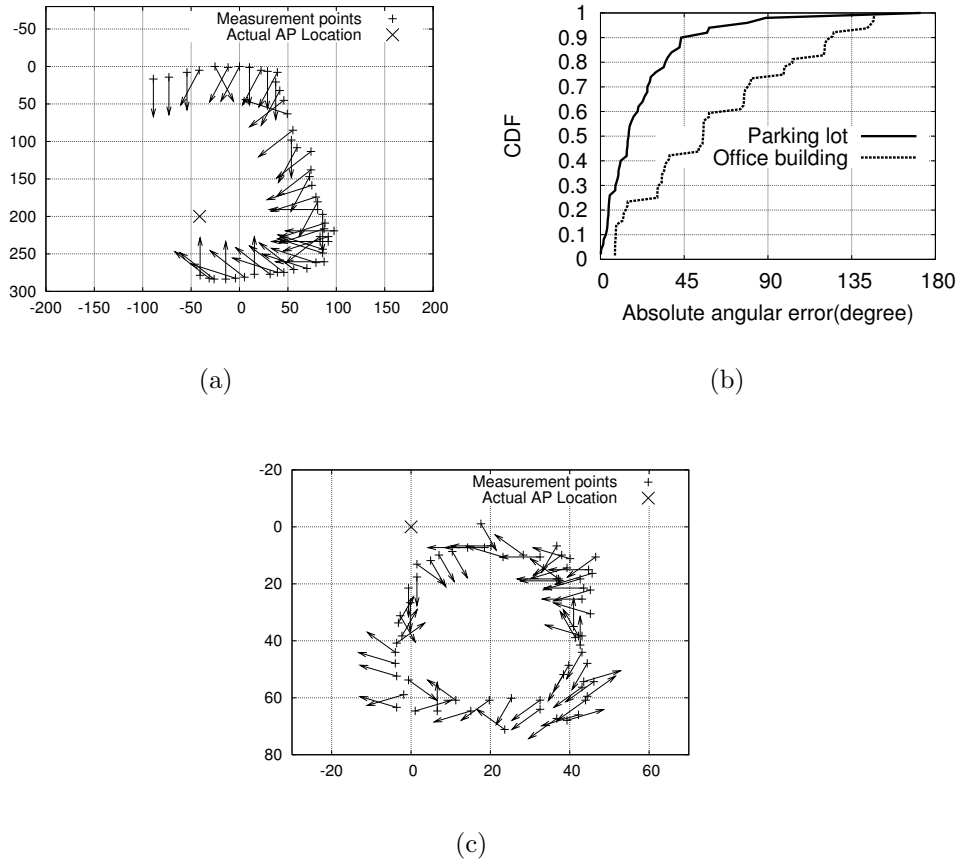 -50
0
50
100
150
200
250
300
-200 -150 -100 -50 0 50 100 150 200
Measurement points
Actual AP Location
(a)
CDF
1
0.9
0.8
0.7
0.6
0.5
0.4
0.3
0.2
0.1
0
0 45 90 135 180
Parking lot
Office building
Absolute angular error(degree)
(b)
-20
0
20
40
60
80
-20 0 20 40 60
Measurement points
Actual AP Location
(c)